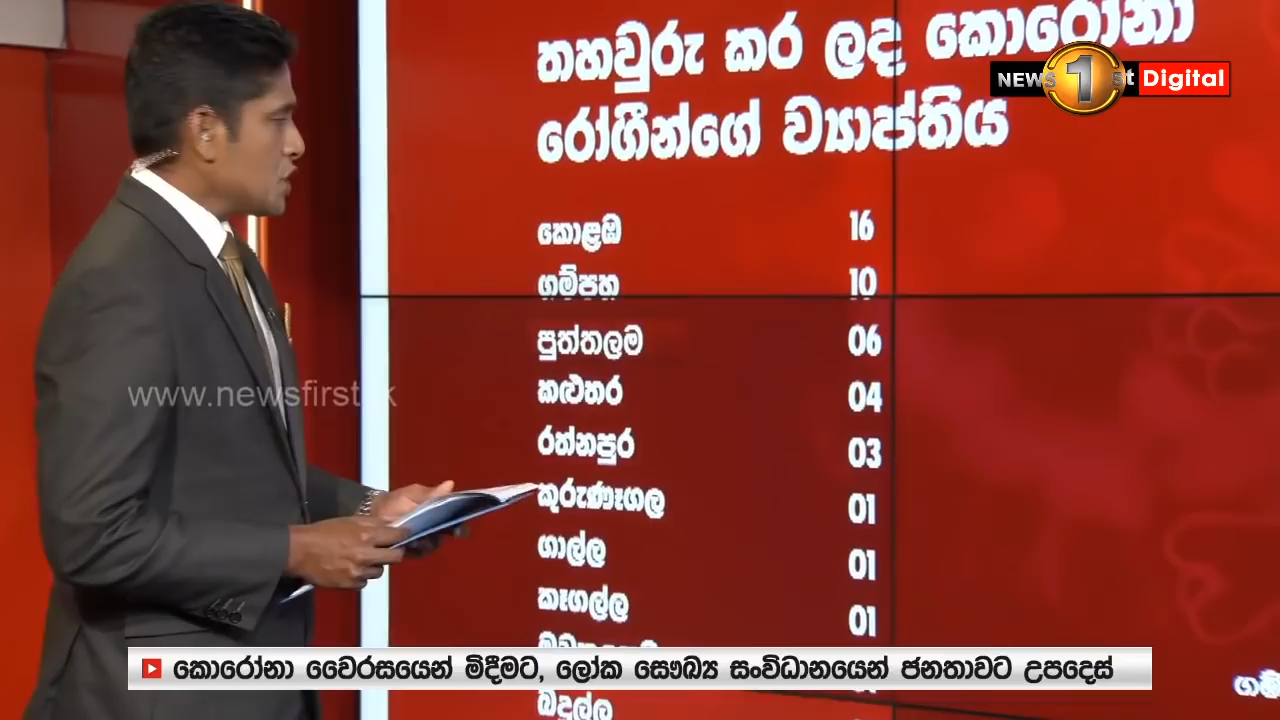 තහවුරු කර ලද කොරෝනා
රෝගීන්ගේ ව්‍යාප්තිය
NEWS 1st Digital
කොළඹ 16
ගම්පහ 10
පුත්තලම 06
කළුතර 04
රත්නපුර 03
කුරුණෑගල 01
ගාල්ල 01
කෑගල්ල 01
බදුල්ල
www.newsfirst.lk
කොරෝනා වෛරසයෙන් මිදීමට, ලෝක සෞඛ්‍ය සංවිධානයෙන් ජනතාවට උපදෙස්